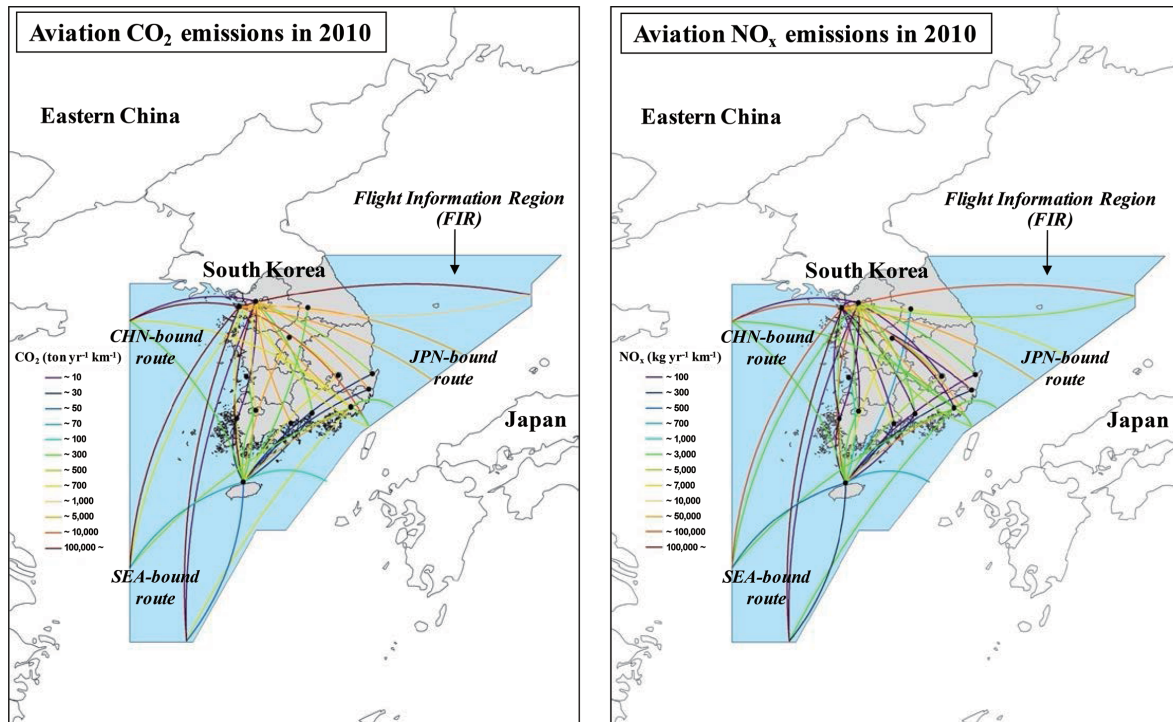 Aviation CO₂ emissions in 2010
Eastern China
Flight Information Region
(FIR)
South Korea
CHN-bound
route
CO₂ (ton yr⁻¹ km⁻¹)
~ 10
~ 30
~ 50
~ 70
~ 100
~ 300
~ 500
~ 700
~ 1,000
~ 5,000
~ 10,000
100,000 ~
JPN-bound
route
Japan
SEA-bound
route
Aviation NOₓ emissions in 2010
Eastern China
Flight Information Region
(FIR)
South Korea
CHN-bound
route
NOₓ (kg yr⁻¹ km⁻¹)
~ 100
~ 300
~ 500
~ 700
~ 1,000
~ 3,000
~ 5,000
~ 7,000
~ 10,000
~ 50,000
~ 100,000
100,000 ~
JPN-bound
route
Japan
SEA-bound
route